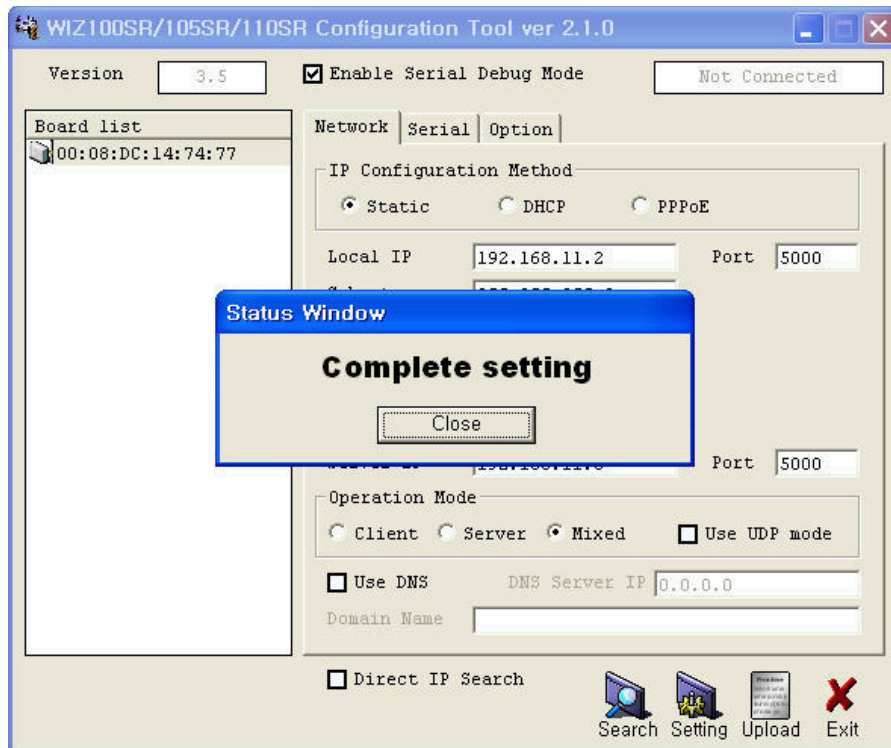 WIZ100SR/105SR/110SR Configuration Tool ver 2.1.0
Version 3.5 Enable Serial Debug Mode Not Connected
Board list
00:08:DC:14:74:77
Network Serial Option
IP Configuration Method
Static DHCP PPPoE
Local IP 192.168.11.2 Port 5000
Status Window
Complete setting
Close
Port 5000
Operation Mode
Client Server Mixed Use UDP mode
Use DNS DNS Server IP 0.0.0.0
Domain Name
Direct IP Search
Search Setting Upload Exit